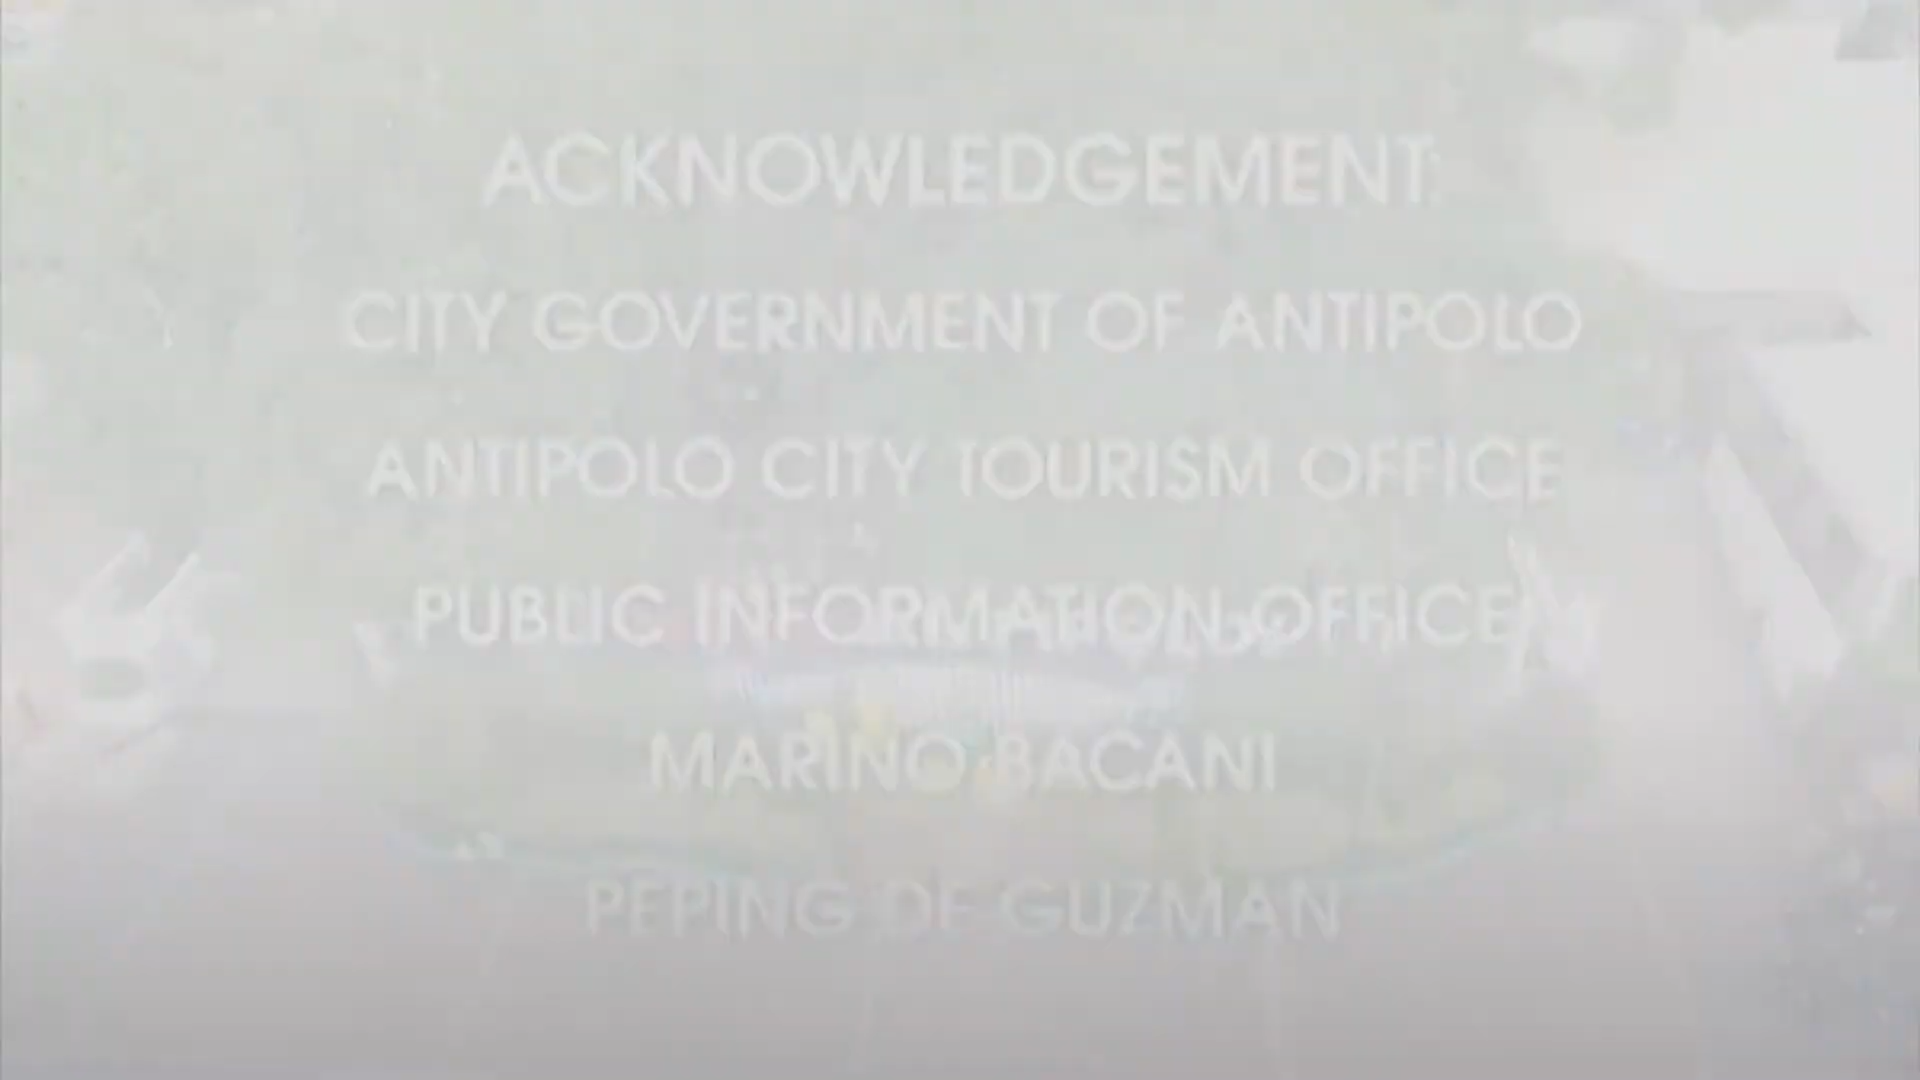 ACKNOWLEDGEMENT
CITY GOVERNMENT OF ANTIPOLO
ANTIPOLO CITY TOURISM OFFICE
PUBLIC INFORMATION OFFICE
MARINO BACANI
PEPING DE GUZMAN